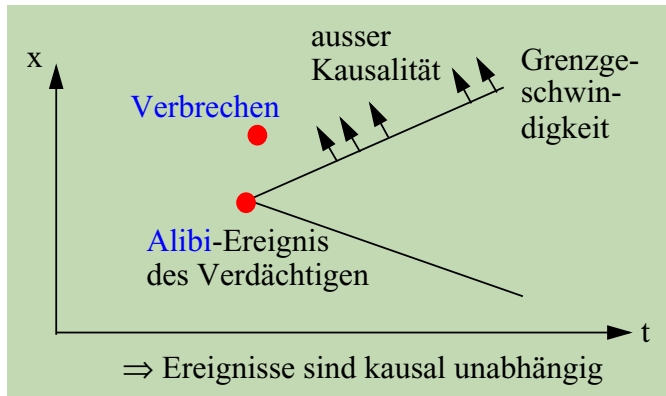 x
Verbrechen
ausser
Kausalität
Grenzge-
schwin-
digkeit
Alibi-Ereignis
des Verdächtigen
t
⇒ Ereignisse sind kausal unabhängig